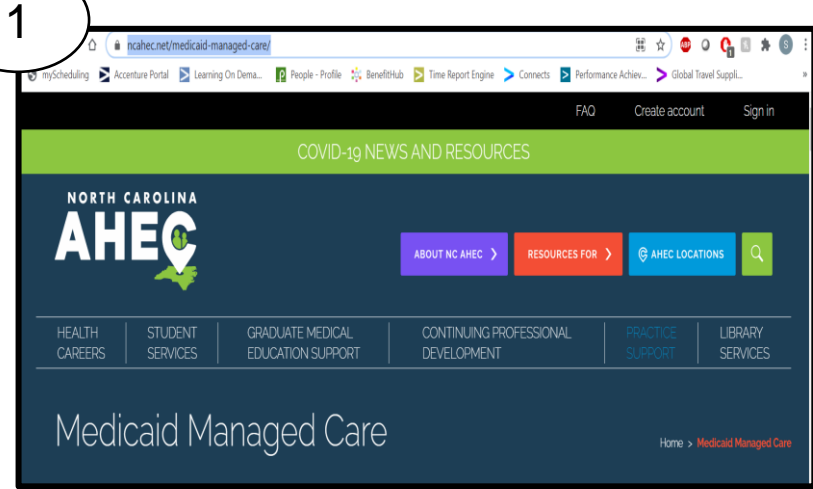 1
ncahec.net/medicaid-managed-care/
ABP
S
myScheduling Accenture Portal Learning On Dema... People - Profile BenefitHub Time Report Engine Connects Performance Achiev... Global Travel Suppli... »
FAQ Create account Sign in
COVID-19 NEWS AND RESOURCES
NORTH CAROLINA
AHEC
ABOUT NC AHEC RESOURCES FOR AHEC LOCATIONS
HEALTH CAREERS
STUDENT SERVICES
GRADUATE MEDICAL EDUCATION SUPPORT
CONTINUING PROFESSIONAL DEVELOPMENT
PRACTICE SUPPORT
LIBRARY SERVICES
Medicaid Managed Care
Home > Medicaid Managed Care